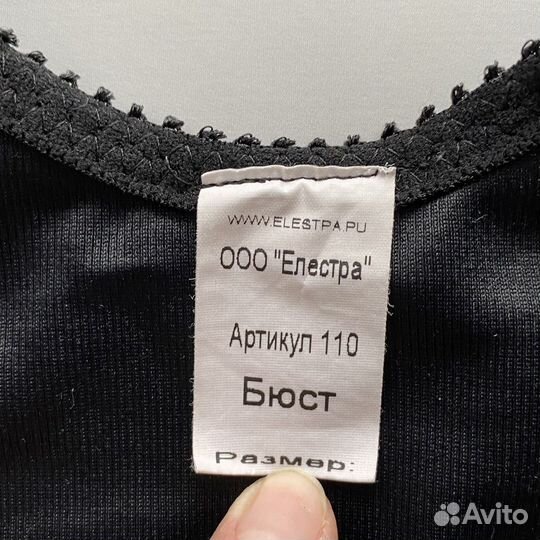 WWW.ELESTPA.PU
ООО "Елестра"
Артикул 110
Бюст
Размер:
Avito